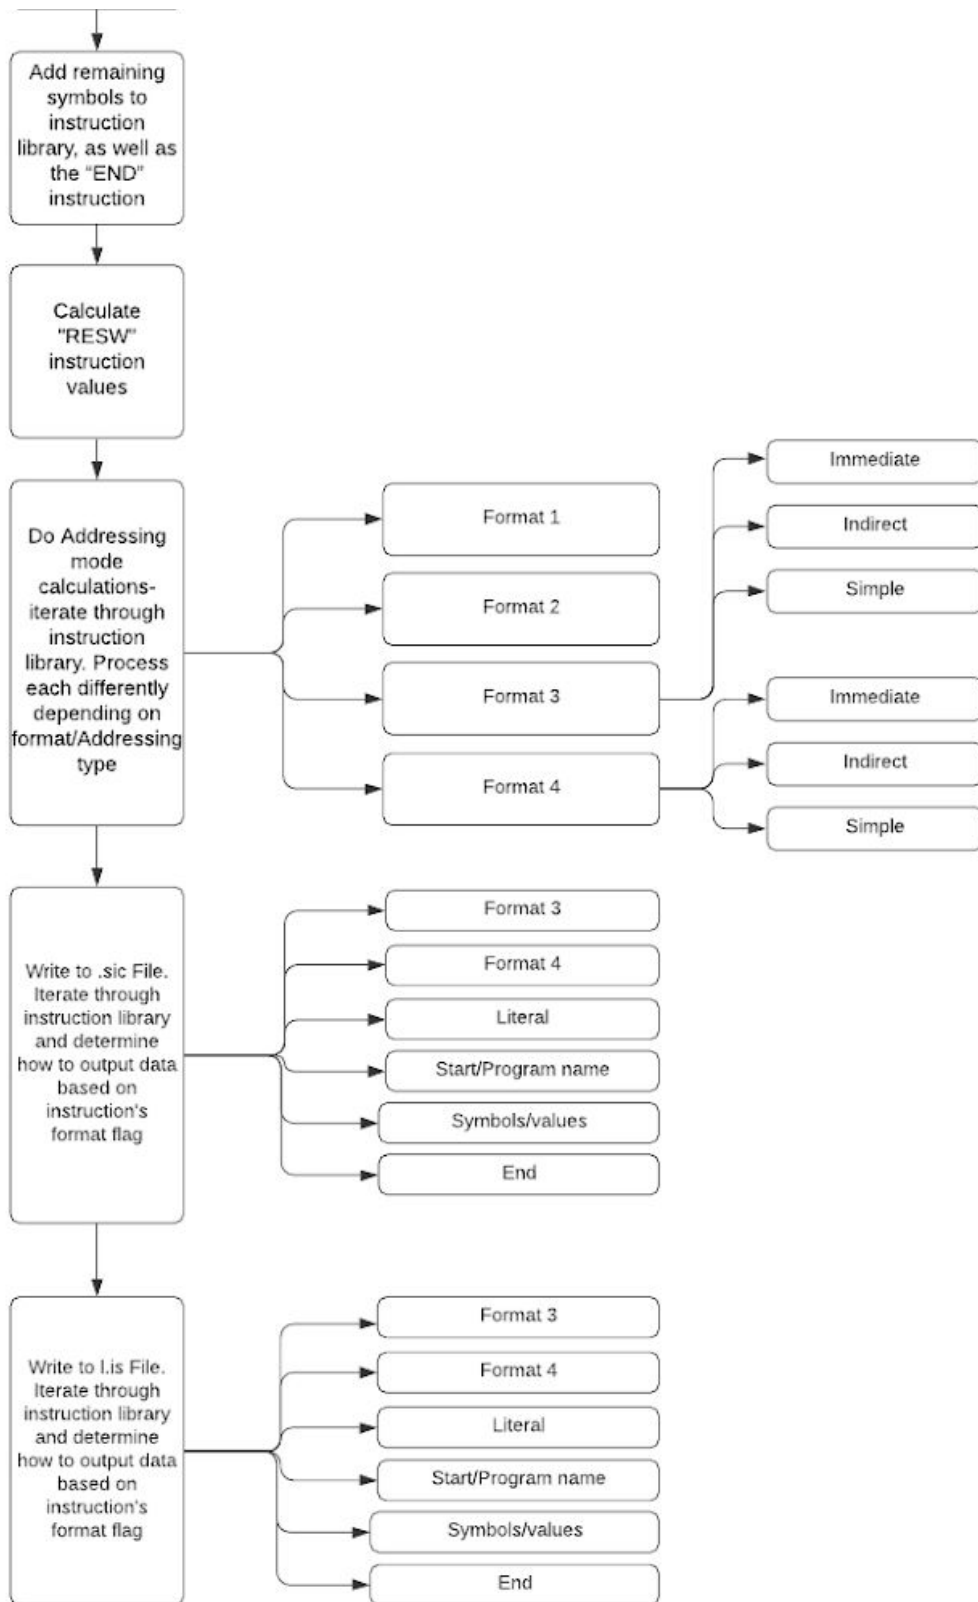 Add remaining
symbols to
instruction
library, as well as
the “END”
instruction
Calculate
"RESW"
instruction
values
Do Addressing
mode
calculations-
iterate through
instruction
library. Process
each differently
depending on
format/Addressing
type
Format 1
Format 2
Format 3
Format 4
Immediate
Indirect
Simple
Immediate
Indirect
Simple
Write to .sic File.
Iterate through
instruction library
and determine
how to output data
based on
instruction's
format flag
Format 3
Format 4
Literal
Start/Program name
Symbols/values
End
Write to l.is File.
Iterate through
instruction library
and determine
how to output data
based on
instruction's
format flag
Format 3
Format 4
Literal
Start/Program name
Symbols/values
End